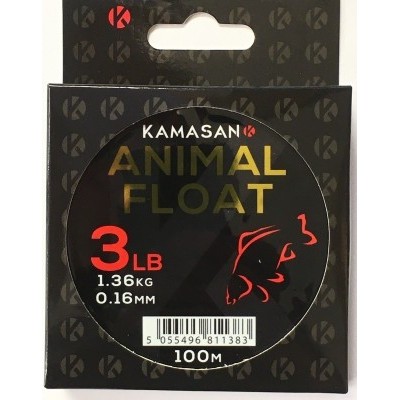 KAMASAN K
ANIMAL
FLOAT
3LB
1.36KG
0.16MM
5 055496 811383
100M